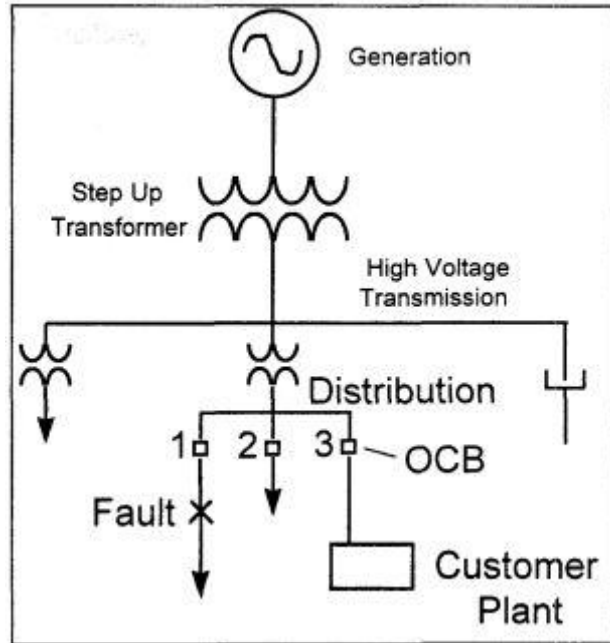 Generation
Step Up
Transformer
High Voltage
Transmission
Distribution
1 2 3 OCB
Fault
Customer
Plant